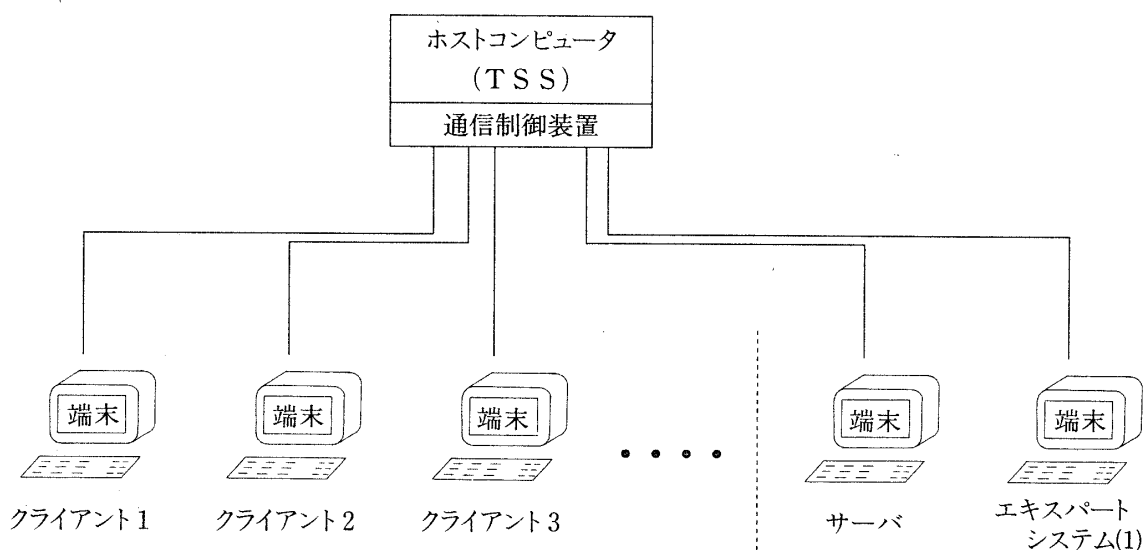 ホストコンピュータ
(TSS)
通信制御装置
端末
端末
端末
端末
端末
クライアント1
クライアント2
クライアント3
サーバ
エキスパート
システム(1)